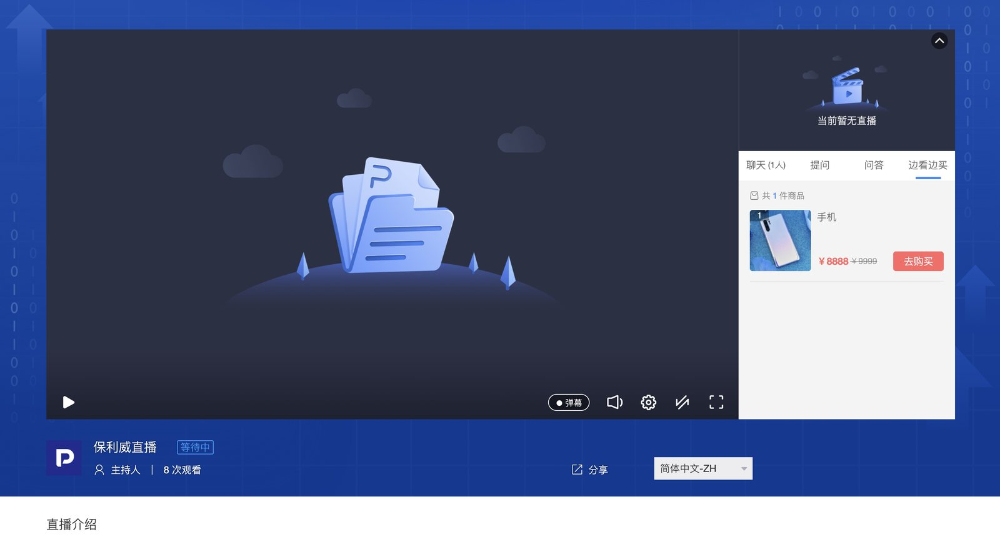 当前暂无直播
聊天 (1人) 提问 问答 边看边买
共 1 件商品
1
手机
¥ 8888 ¥ 9999 去购买
弹幕
保利威直播 等待中
主持人 | 8 次观看
分享
简体中文-ZH
直播介绍